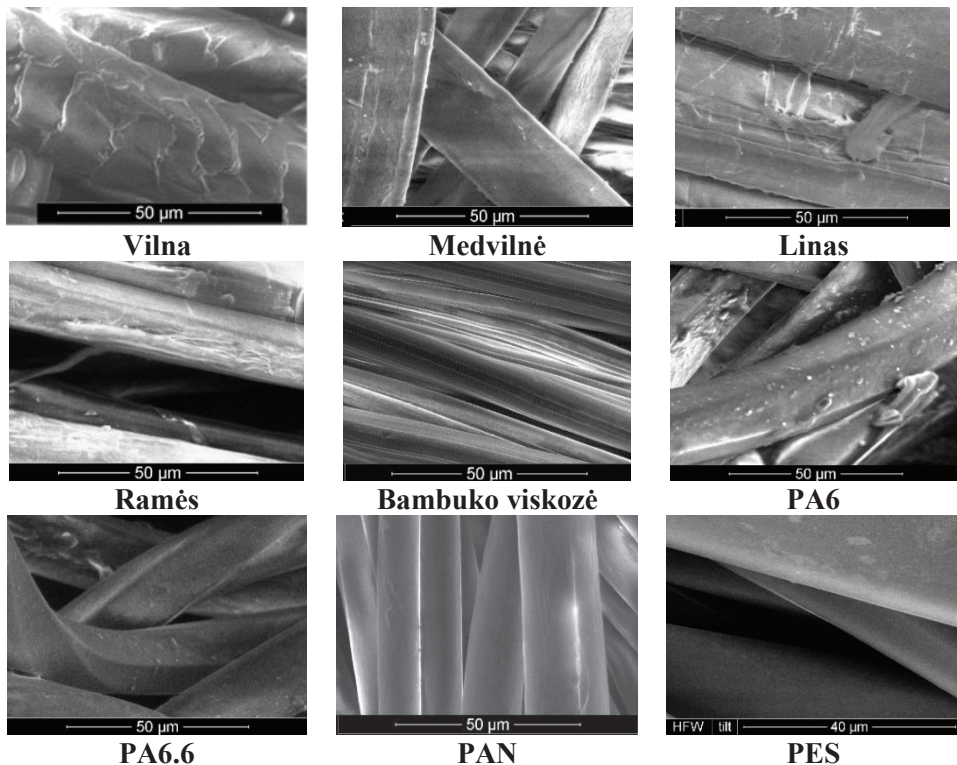 50 µm 50 µm 50 µm
Vilna Medvilnė Linas
50 µm 50 µm 50 µm
Ramės Bambuko viskozė PA6
50 µm 50 µm HFW tilt 40 µm
PA6.6 PAN PES